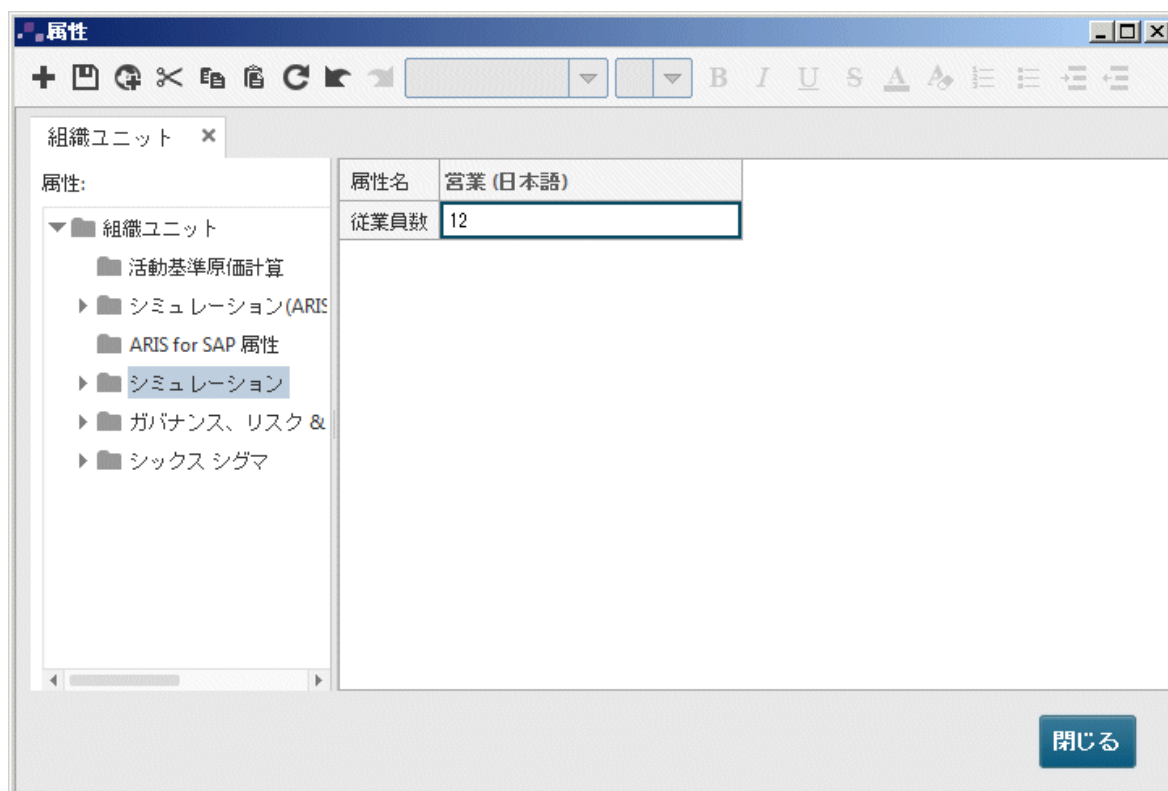 属性
B I U S A
組織ユニット
属性:
属性名 営業 (日本語)
従業員数 12
組織ユニット
活動基準原価計算
シミュレーション(ARIS
ARIS for SAP 属性
シミュレーション
ガバナンス、リスク &
シックス シグマ
閉じる